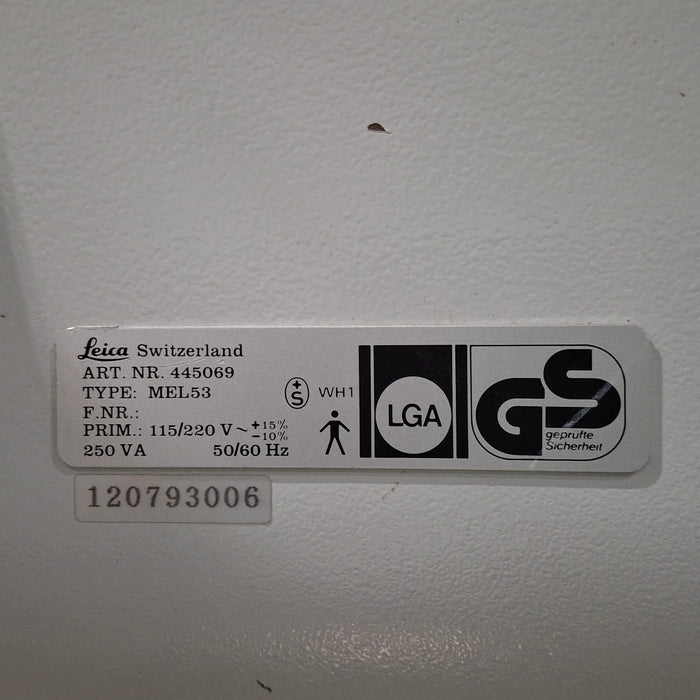 Leica Switzerland
ART. NR. 445069
TYPE: MEL53
F.NR.:
PRIM.: 115/220 V ~ +15% -10%
250 VA 50/60 Hz
+S WH1
LGA
GS
geprüfte
Sicherheit
120793006